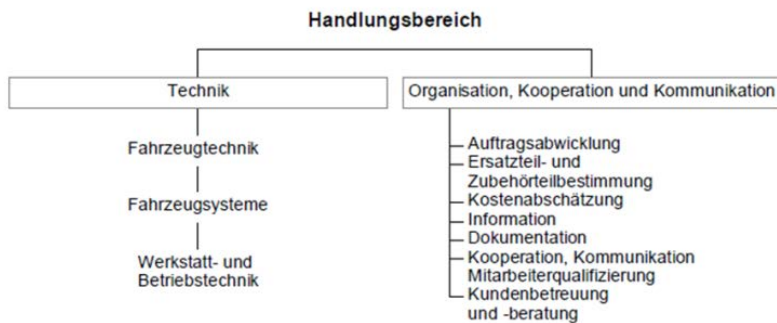 Handlungsbereich
Technik
Fahrzeugtechnik
Fahrzeugsysteme
Werkstatt- und
Betriebstechnik
Organisation, Kooperation und Kommunikation
Auftragsabwicklung
Ersatzteil- und
Zubehörteilbestimmung
Kostenabschätzung
Information
Dokumentation
Kooperation, Kommunikation
Mitarbeiterqualifizierung
Kundenbetreuung
und -beratung